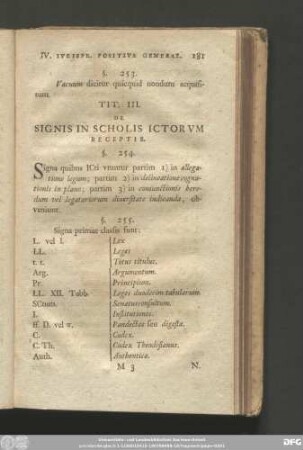 IV. IVRISPR. POSITIVA GENERAT. 181
§. 253.
Vacuum dicitur quicquid nondum acquisitum.
TIT. III.
DE
SIGNIS IN SCHOLIS ICTORVM
RECEPTIS.
§. 254.
Signa quibus ICti vtuntur partim 1) in allegatione legum; partim 2) in delineatione cognationis in plano; partim 3) in coniunctionis heredum vel legatariorum diuersitate indicanda, obveniunt.
§. 255.
Signa primae classis sunt:
L. vel l. Lex
LL. Leges
t. t. Totus titulus.
Arg. Argumentum.
Pr. Principium.
LL. XII. Tabb. Leges duodecim tabularum.
SCtum. Senatusconsultum.
I. Institutiones.
ff. D. vel π. Pandectae seu digesta.
C. Codex.
C. Th. Codex Theodosianus.
Auth. Authentica.
M 3 N.